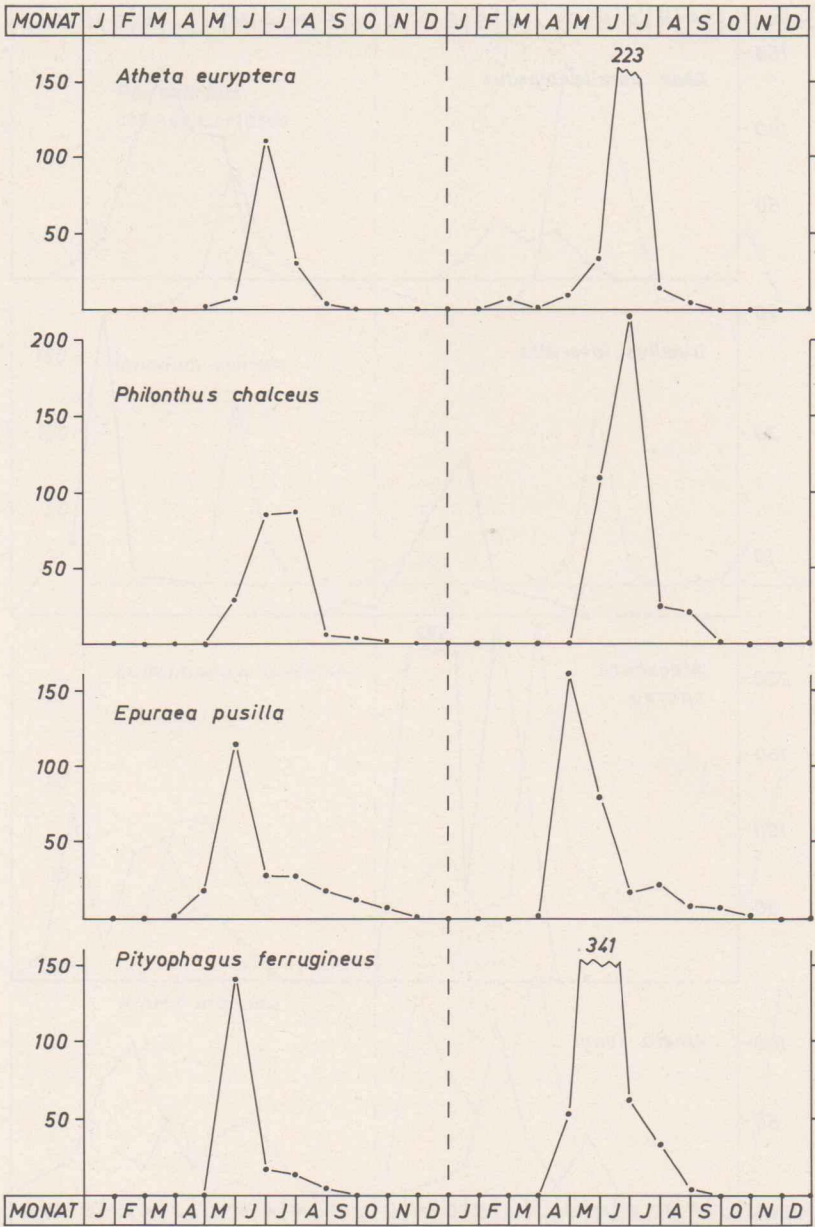 MONAT J F M A M J J A S O N D J F M A M J J A S O N D
223
150
Atheta euryptera
100
50
200
Philonthus chalceus
150
100
50
150
Epuraea pusilla
100
50
341
150
Pityophagus ferrugineus
100
50
MONAT J F M A M J J A S O N D J F M A M J J A S O N D